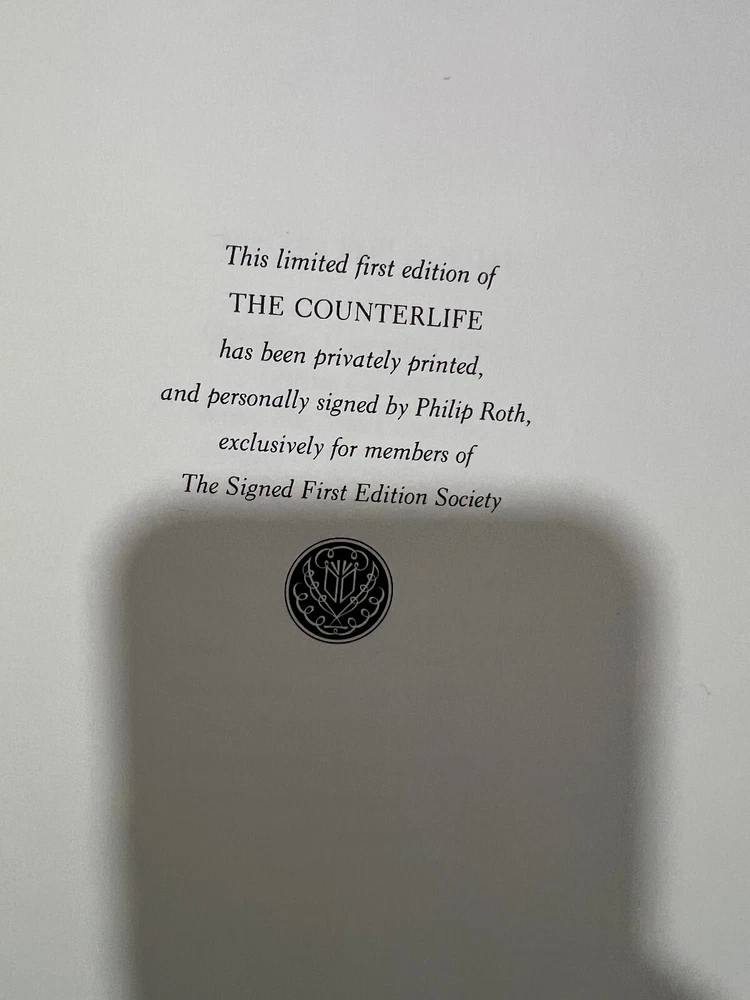 This limited first edition of
THE COUNTERLIFE
has been privately printed,
and personally signed by Philip Roth,
exclusively for members of
The Signed First Edition Society